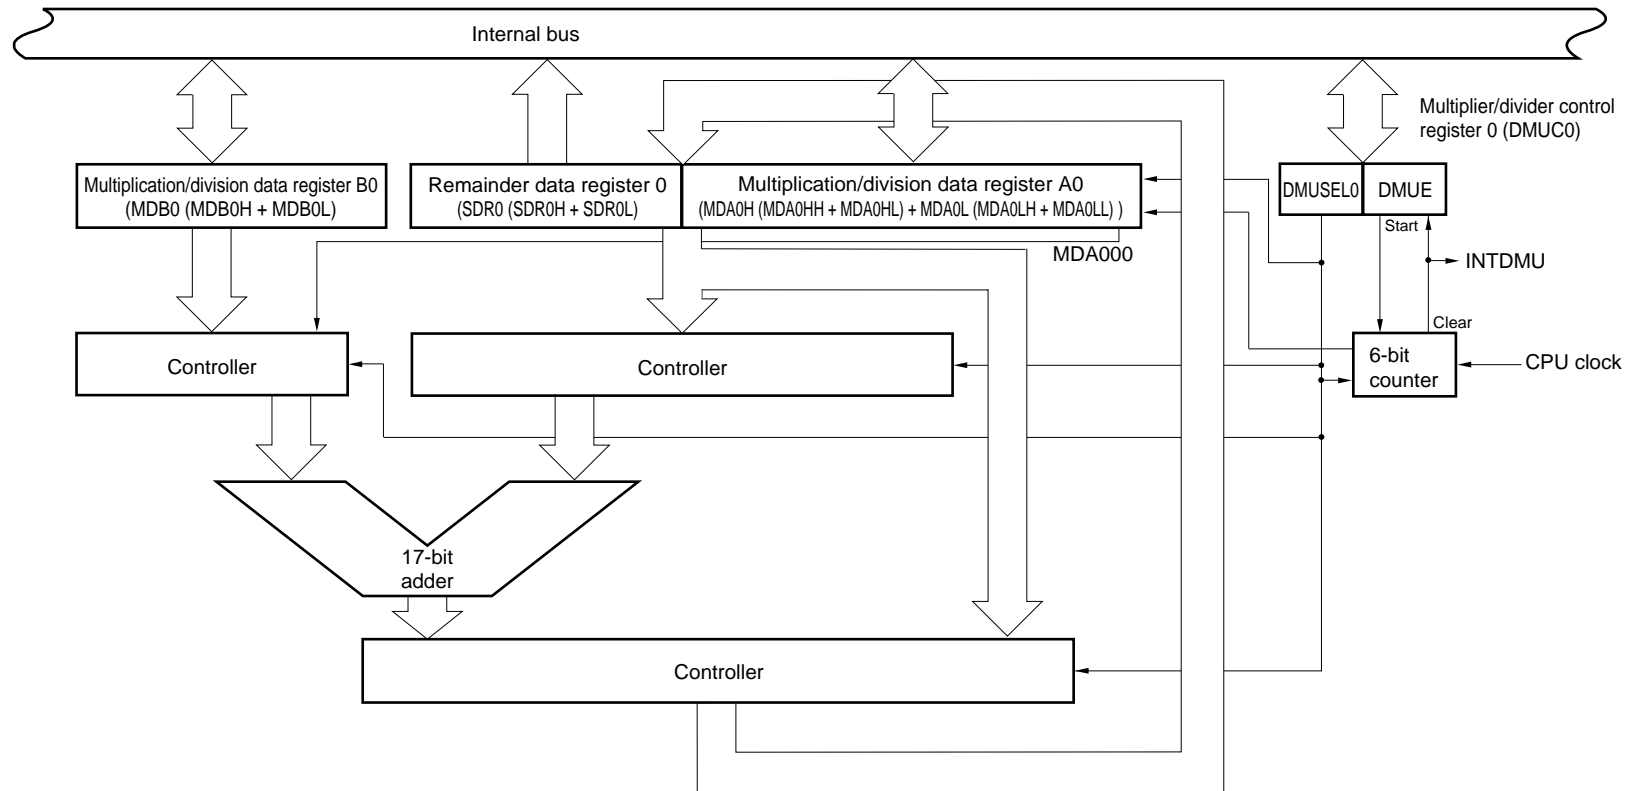 Internal bus
Multiplier/divider control
register 0 (DMUC0)
Multiplication/division data register B0
(MDB0 (MDB0H + MDB0L)
Remainder data register 0
(SDR0 (SDR0H + SDR0L)
Multiplication/division data register A0
(MDA0H (MDA0HH + MDA0HL) + MDA0L (MDA0LH + MDA0LL) )
DMUSEL0
DMUE
Start
MDA000
INTDMU
Clear
Controller
Controller
6-bit
counter
CPU clock
17-bit
adder
Controller